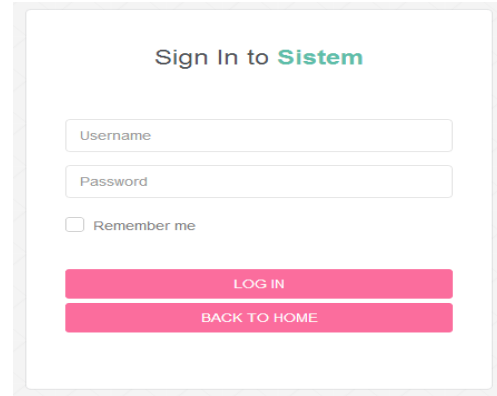 Sign In to Sistem
Username
Password
Remember me
LOG IN
BACK TO HOME